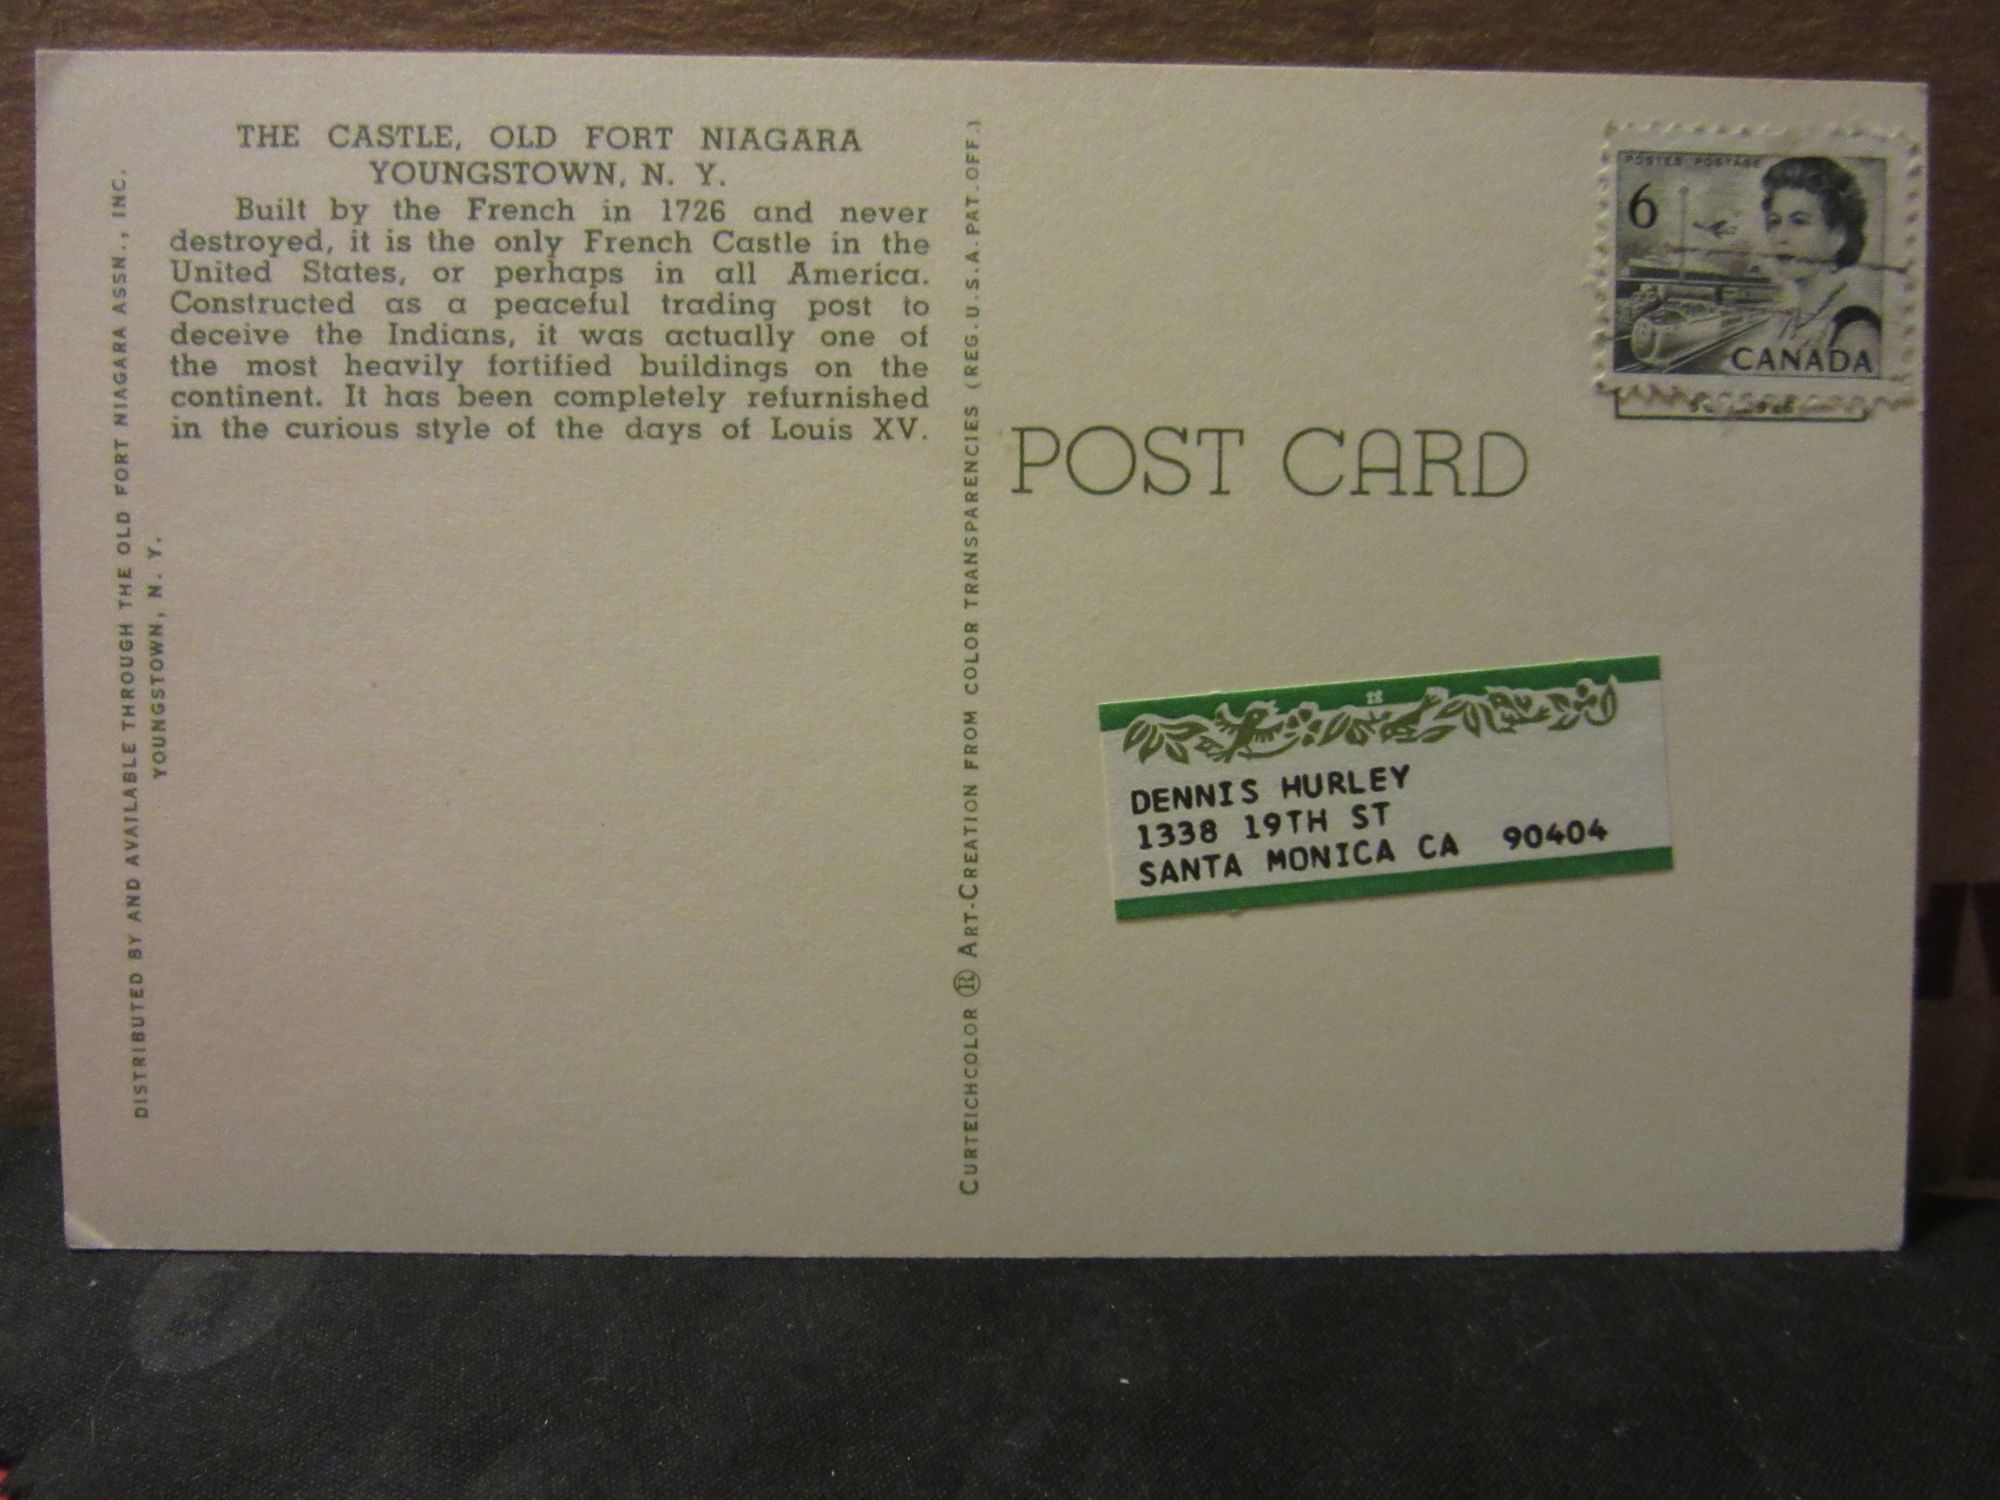 THE CASTLE, OLD FORT NIAGARA
YOUNGSTOWN, N. Y.
Built by the French in 1726 and never
destroyed, it is the only French Castle in the
United States, or perhaps in all America.
Constructed as a peaceful trading post to
deceive the Indians, it was actually one of
the most heavily fortified buildings on the
continent. It has been completely refurnished
in the curious style of the days of Louis XV.
DISTRIBUTED BY AND AVAILABLE THROUGH THE OLD FORT NIAGARA ASSN., INC.
YOUNGSTOWN, N. Y.
CURTEICHCOLOR ® ART-CREATION FROM COLOR TRANSPARENCIES (REG. U.S.A. PAT. OFF.)
POSTES POSTAGE
6
CANADA
POST CARD
DENNIS HURLEY
1338 19TH ST
SANTA MONICA CA 90404